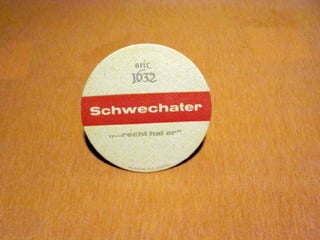 seit
1632
Schwechater
„...recht hat er“